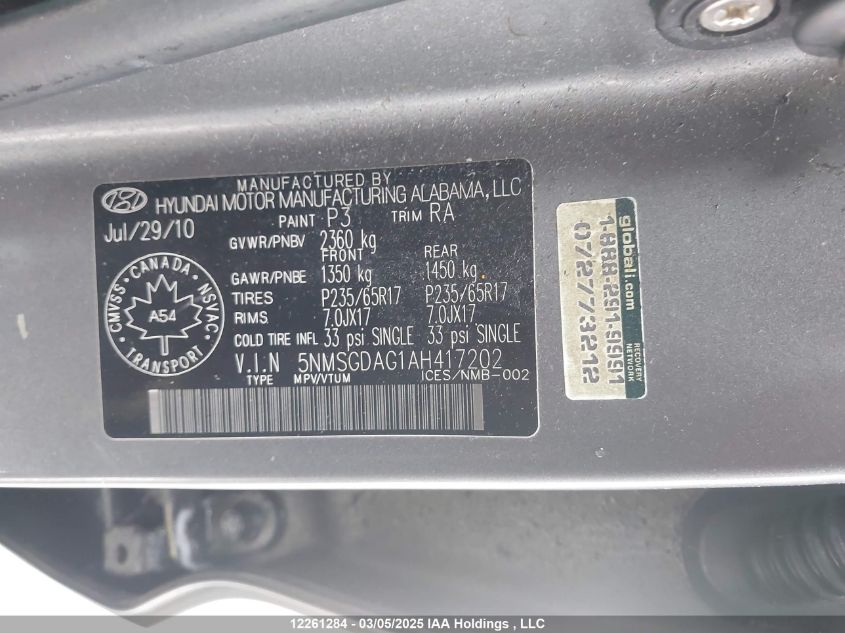 MANUFACTURED BY
HYUNDAI MOTOR MANUFACTURING ALABAMA, LLC
Jul/29/10
PAINT P3 TRIM RA
GVWR/PNBV 2360 kg
FRONT REAR
GAWR/PNBE 1350 kg 1450 kg
TIRES P235/65R17 P235/65R17
RIMS 7.0JX17 7.0JX17
COLD TIRE INFL 33 psi SINGLE 33 psi SINGLE
V.I.N 5NMSGDAG1AH417202
TYPE MPV/VTUM ICES/NMB-002
CANADA
CMVSS
NSVAC
A54
TRANSPORT
globali.com
1-888-291-9991
072773212
RECOVERY
NETWORK
12261284 - 03/05/2025 IAA Holdings , LLC